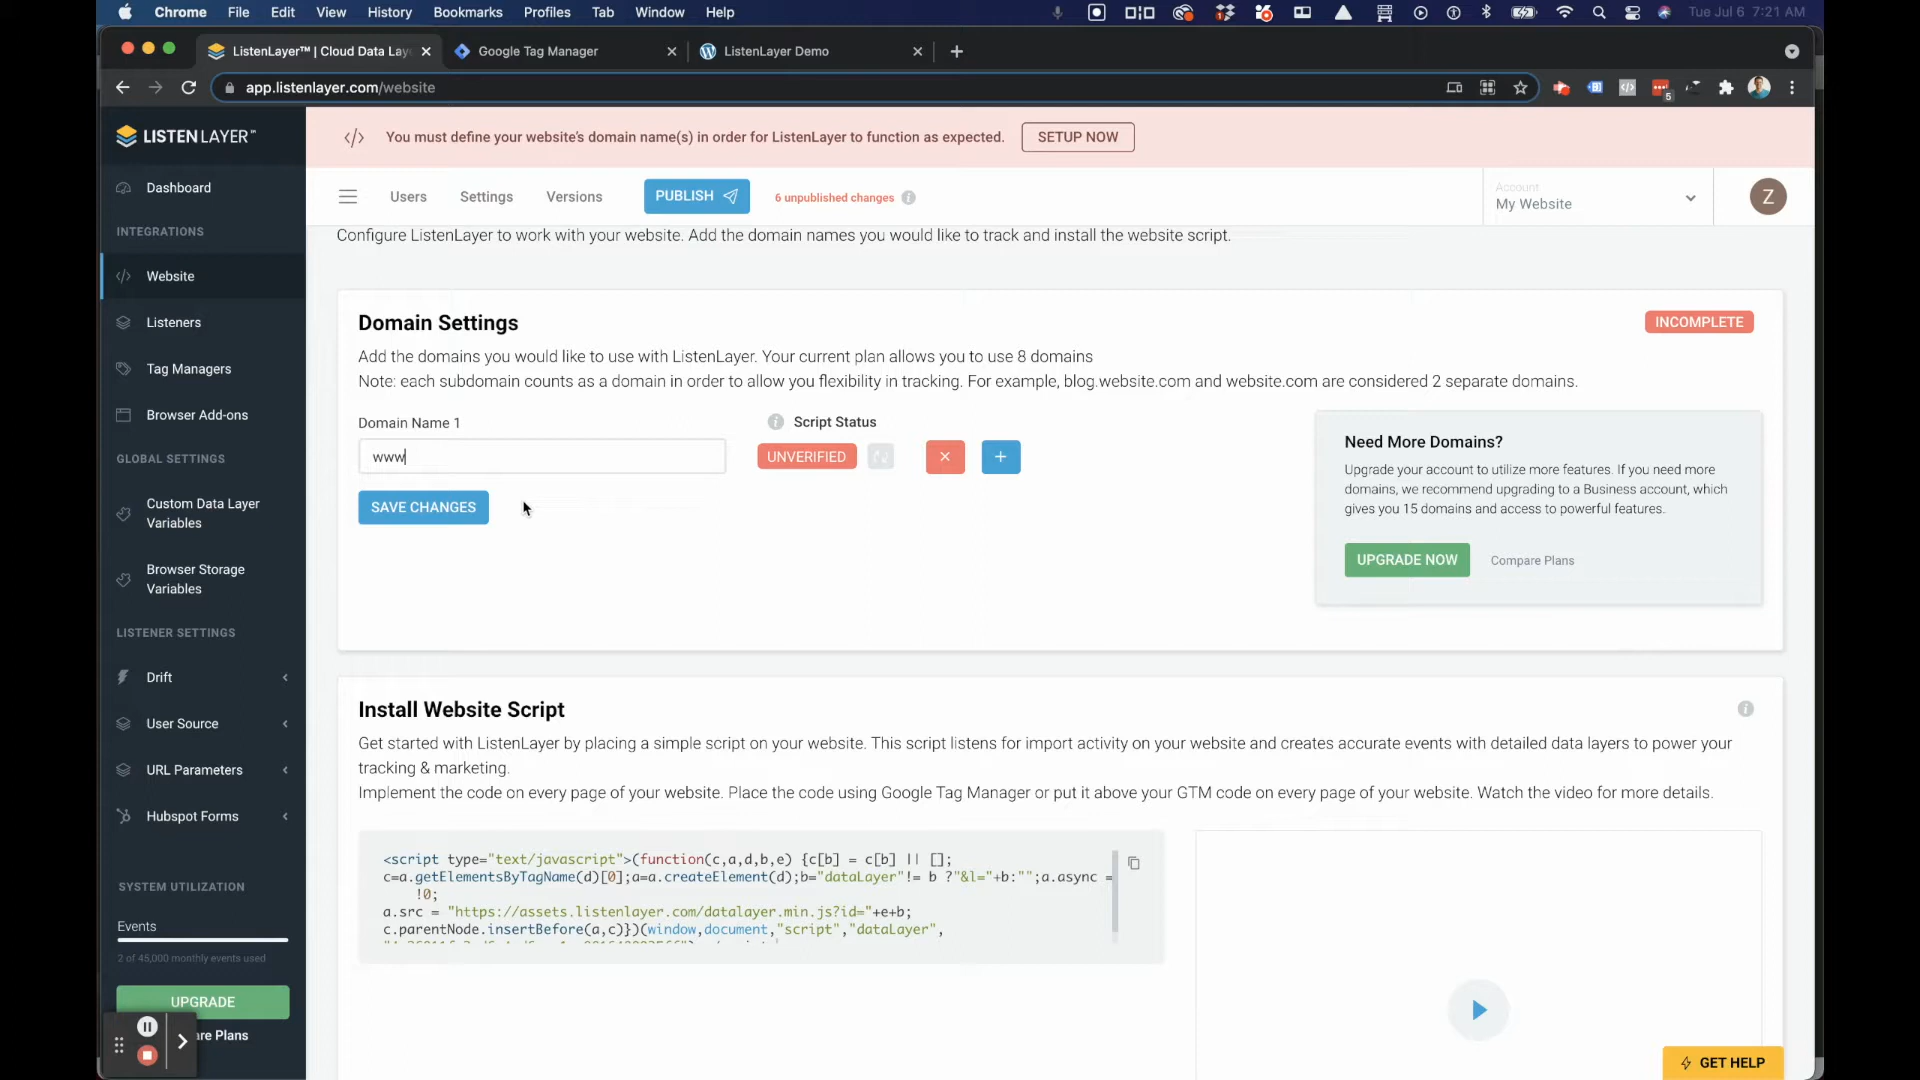 Chrome File Edit View History Bookmarks Profiles Tab Window Help Tue Jul 6 7:21 AM
ListenLayer™ | Cloud Data Lay Google Tag Manager ListenLayer Demo
app.listenlayer.com/website
5
LISTENLAYER™
You must define your website's domain name(s) in order for ListenLayer to function as expected. SETUP NOW
Dashboard
Users Settings Versions PUBLISH 6 unpublished changes
Account
My Website
Z
INTEGRATIONS
Configure ListenLayer to work with your website. Add the domain names you would like to track and install the website script.
Website
Listeners
Tag Managers
Browser Add-ons
GLOBAL SETTINGS
Custom Data Layer
Variables
Browser Storage
Variables
LISTENER SETTINGS
Drift
User Source
URL Parameters
Hubspot Forms
SYSTEM UTILIZATION
Events
2 of 45,000 monthly events used
UPGRADE
are Plans
Domain Settings
INCOMPLETE
Add the domains you would like to use with ListenLayer. Your current plan allows you to use 8 domains
Note: each subdomain counts as a domain in order to allow you flexibility in tracking. For example, blog.website.com and website.com are considered 2 separate domains.
Domain Name 1 Script Status
www UNVERIFIED
SAVE CHANGES
Need More Domains?
Upgrade your account to utilize more features. If you need more
domains, we recommend upgrading to a Business account, which
gives you 15 domains and access to powerful features.
UPGRADE NOW Compare Plans
Install Website Script
Get started with ListenLayer by placing a simple script on your website. This script listens for import activity on your website and creates accurate events with detailed data layers to power your
tracking & marketing.
Implement the code on every page of your website. Place the code using Google Tag Manager or put it above your GTM code on every page of your website. Watch the video for more details.
<script type="text/javascript">(function(c,a,d,b,e) {c[b] = c[b] || [];
c=a.getElementsByTagName(d)[0];a=a.createElement(d);b="dataLayer"!= b ?"&l="+b:"";a.async =
!0;
a.src = "https://assets.listenlayer.com/datalayer.min.js?id="+e+b;
c.parentNode.insertBefore(a,c)})(window,document,"script","dataLayer",
GET HELP